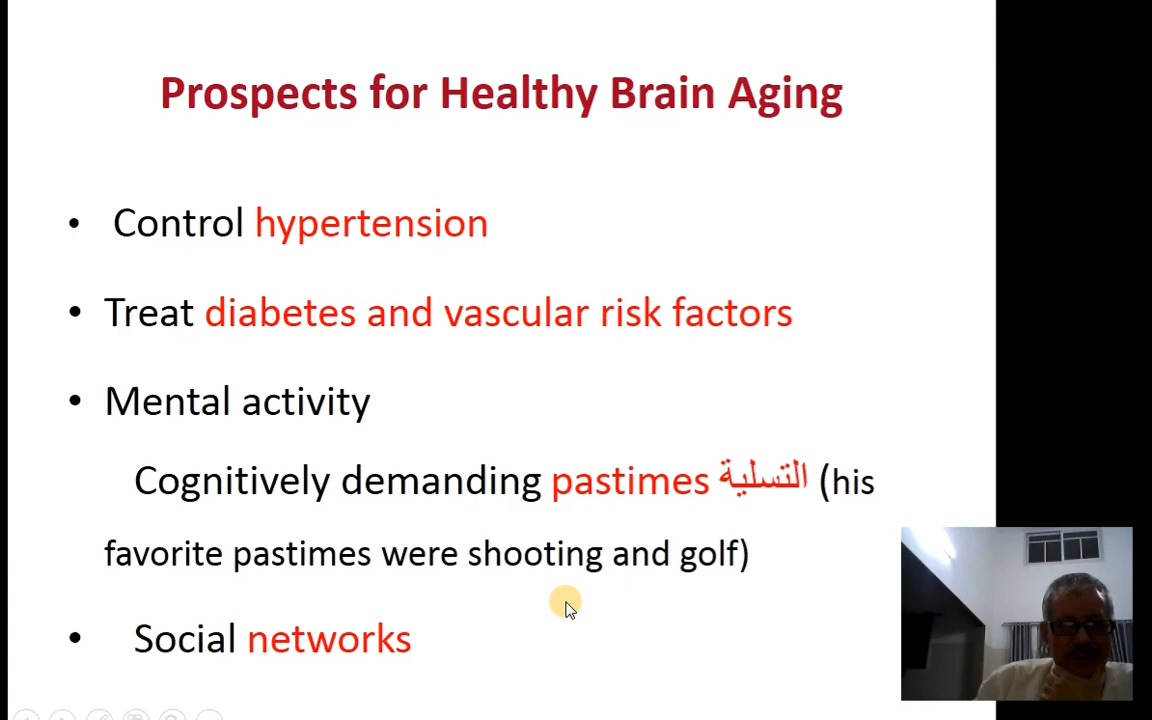 Prospects for Healthy Brain Aging
• Control hypertension
• Treat diabetes and vascular risk factors
• Mental activity
Cognitively demanding pastimes التسلية (his
favorite pastimes were shooting and golf)
• Social networks